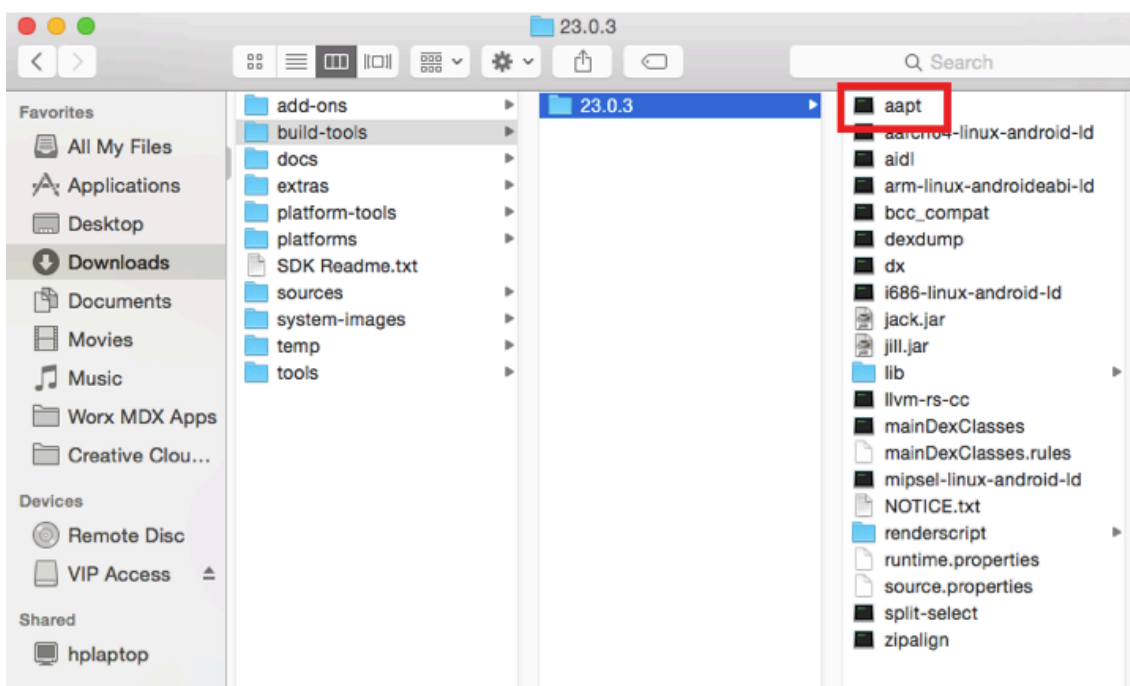 23.0.3
Search
Favorites
All My Files
Applications
Desktop
Downloads
Documents
Movies
Music
Worx MDX Apps
Creative Clou...
Devices
Remote Disc
VIP Access
Shared
hplaptop
add-ons
build-tools
docs
extras
platform-tools
platforms
SDK Readme.txt
sources
system-images
temp
tools
23.0.3
aapt
aarch64-linux-android-ld
aidl
arm-linux-androideabi-ld
bcc_compat
dexdump
dx
i686-linux-android-ld
jack.jar
jill.jar
lib
llvm-rs-cc
mainDexClasses
mainDexClasses.rules
mipsel-linux-android-ld
NOTICE.txt
renderscript
runtime.properties
source.properties
split-select
zipalign